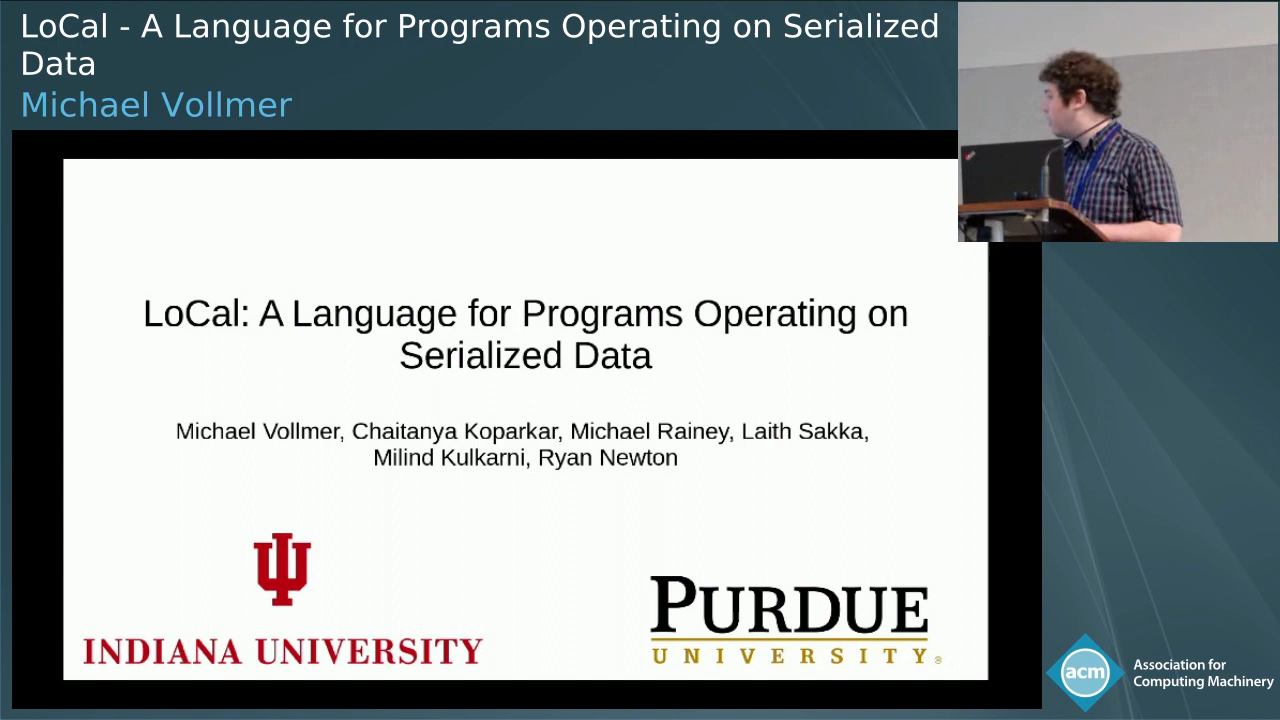 LoCal - A Language for Programs Operating on Serialized
Data
Michael Vollmer
LoCal: A Language for Programs Operating on
Serialized Data
Michael Vollmer, Chaitanya Koparkar, Michael Rainey, Laith Sakka,
Milind Kulkarni, Ryan Newton
INDIANA UNIVERSITY
PURDUE
UNIVERSITY®
acm
Association for
Computing Machinery